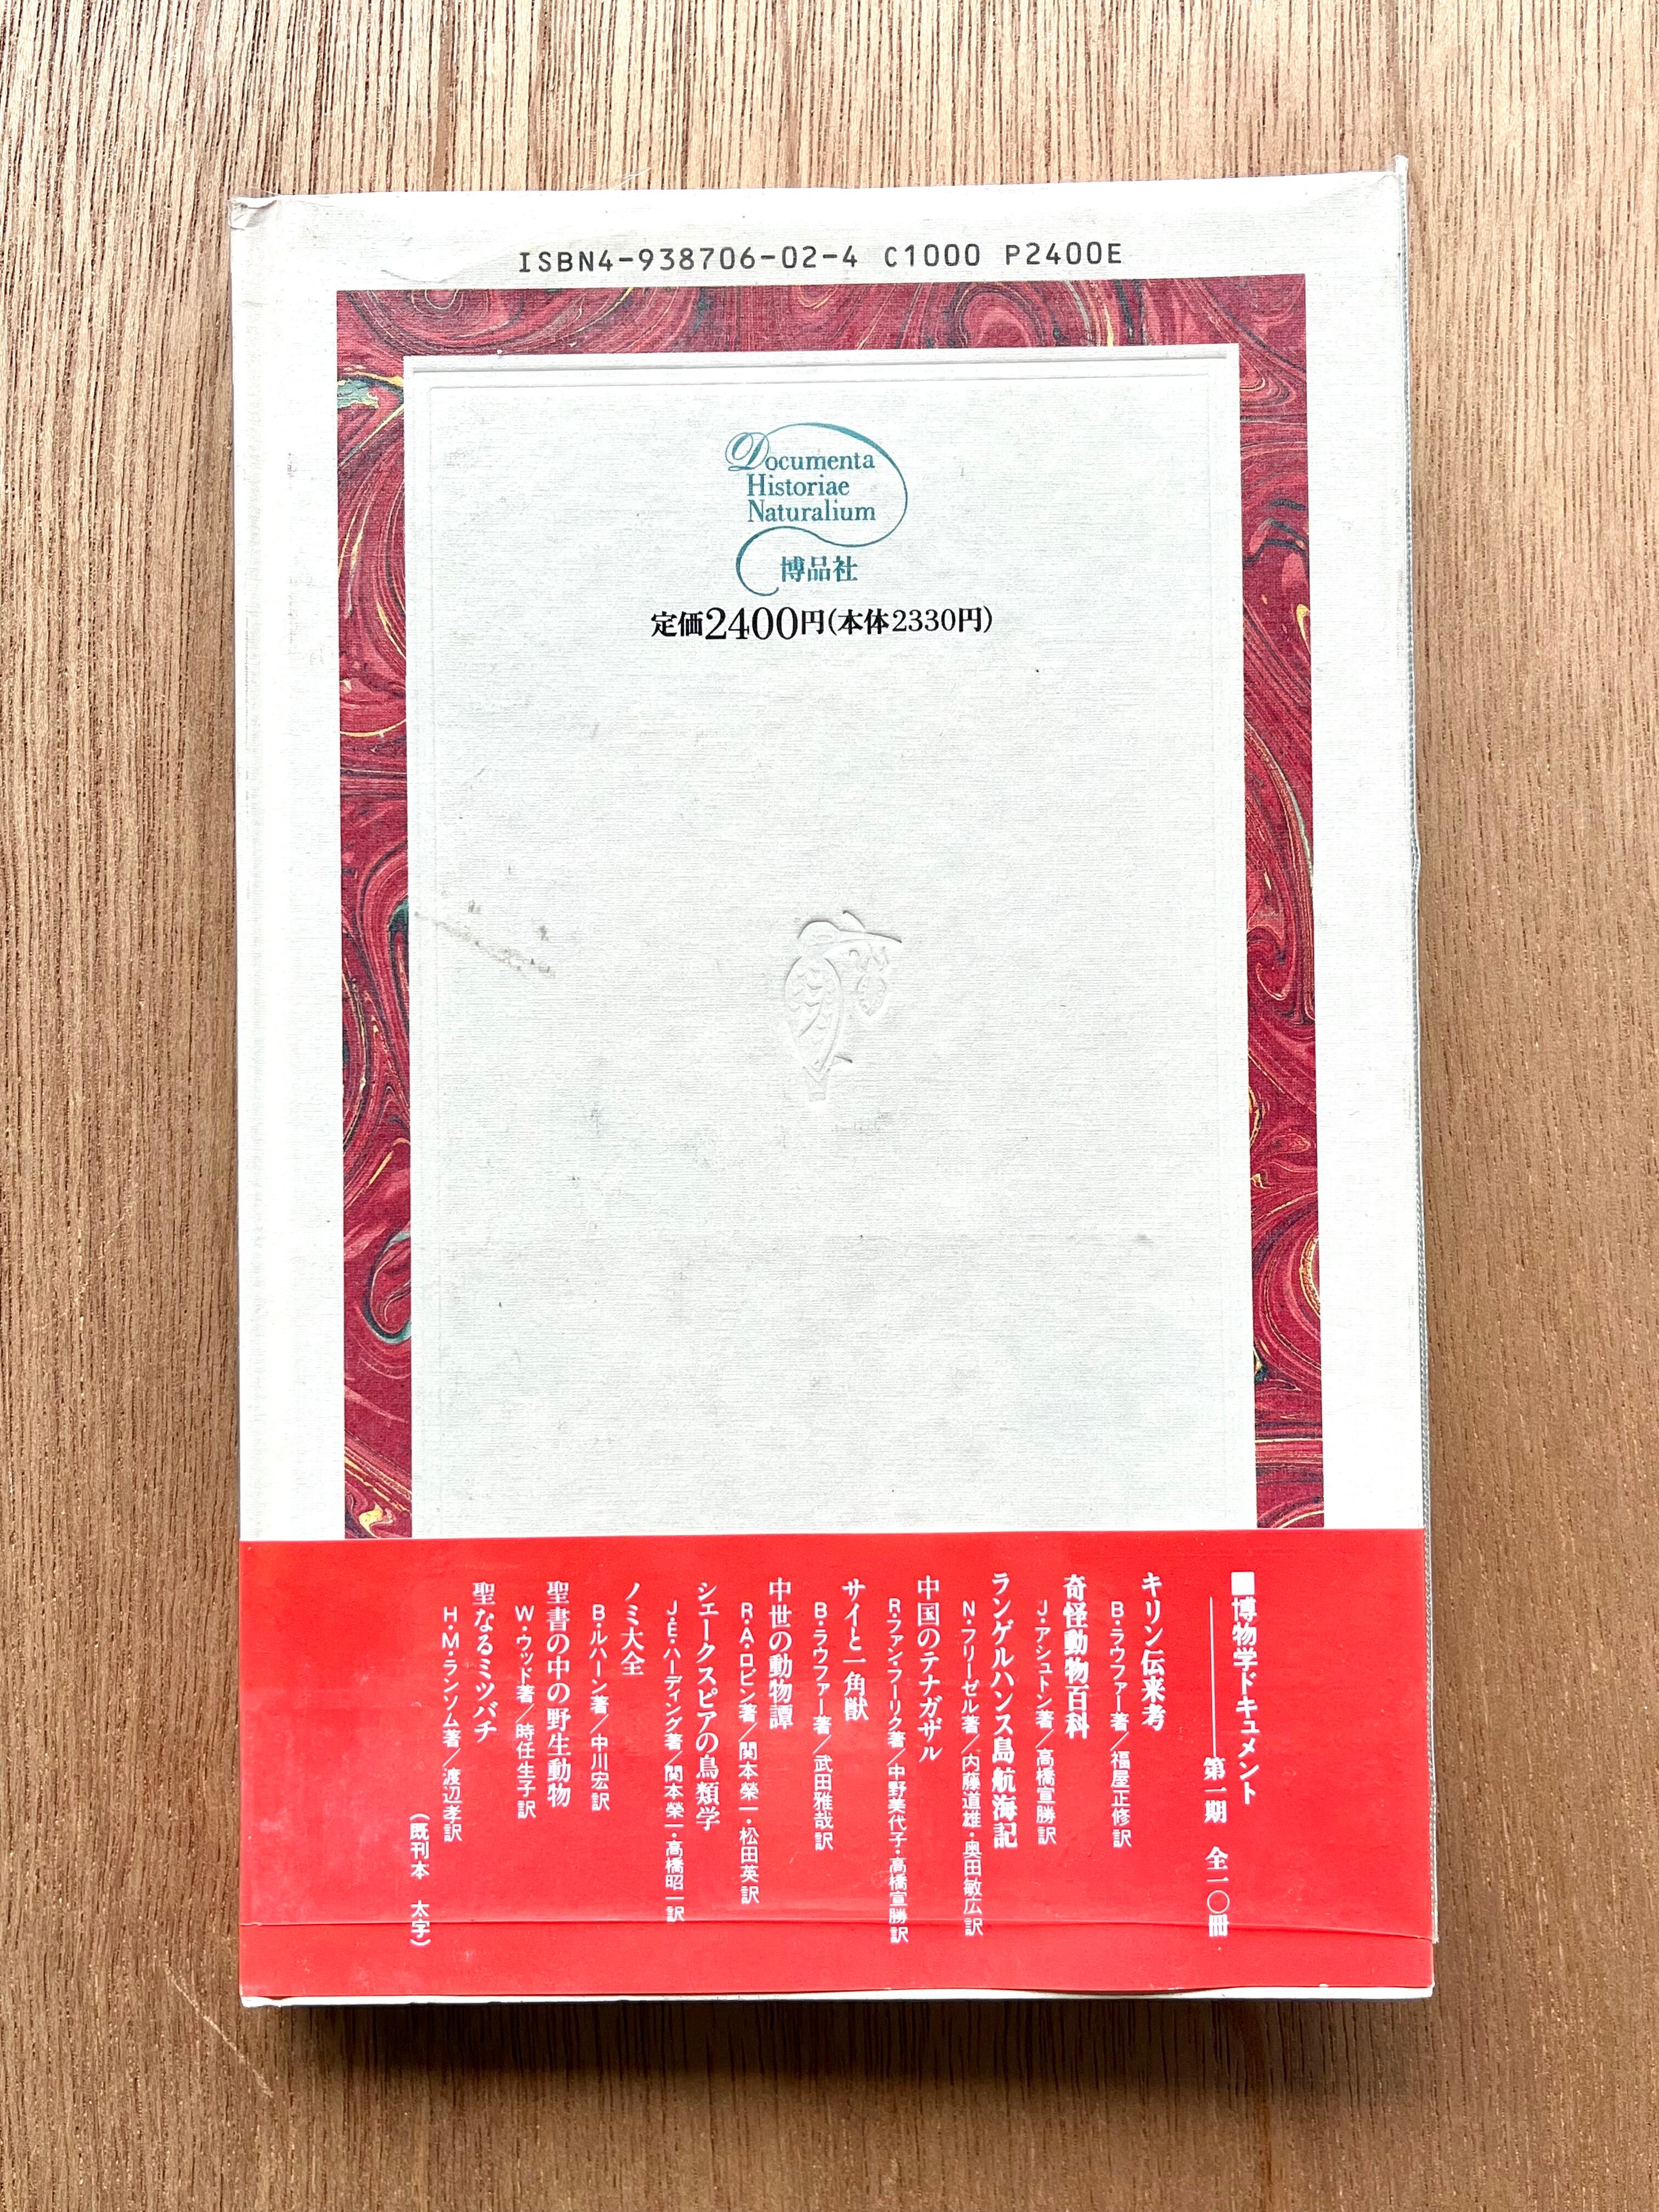 ISBN4-938706-02-4 C1000 P2400E
Documenta
Historiae
Naturalium
博品社
定価2400円(本体2330円)
■博物学ドキュメント
第一期 全一〇冊
キリン伝来考
B・ラウファー著／福屋正修訳
奇怪動物百科
J・アシュトン著／高橋宣勝訳
ランゲルハンス島航海記
N・フリーゼル著／内藤道雄・奥田敏広訳
中国のテナガザル
R・ファン・フーリク著／中野美代子・高橋宣勝訳
サイと一角獣
B・ラウファー著／武田雅哉訳
中世の動物譚
R・A・ロビン著／関本榮一・松田英訳
シェークスピアの鳥類学
J・E・ハーディング著／関本榮一・高橋昭一訳
ノミ大全
B・ルハーン著／中川宏訳
聖書の中の野生動物
W・ウッド著／時任生子訳
聖なるミツバチ
H・M・ランソム著／渡辺孝訳
（既刊本 太字）